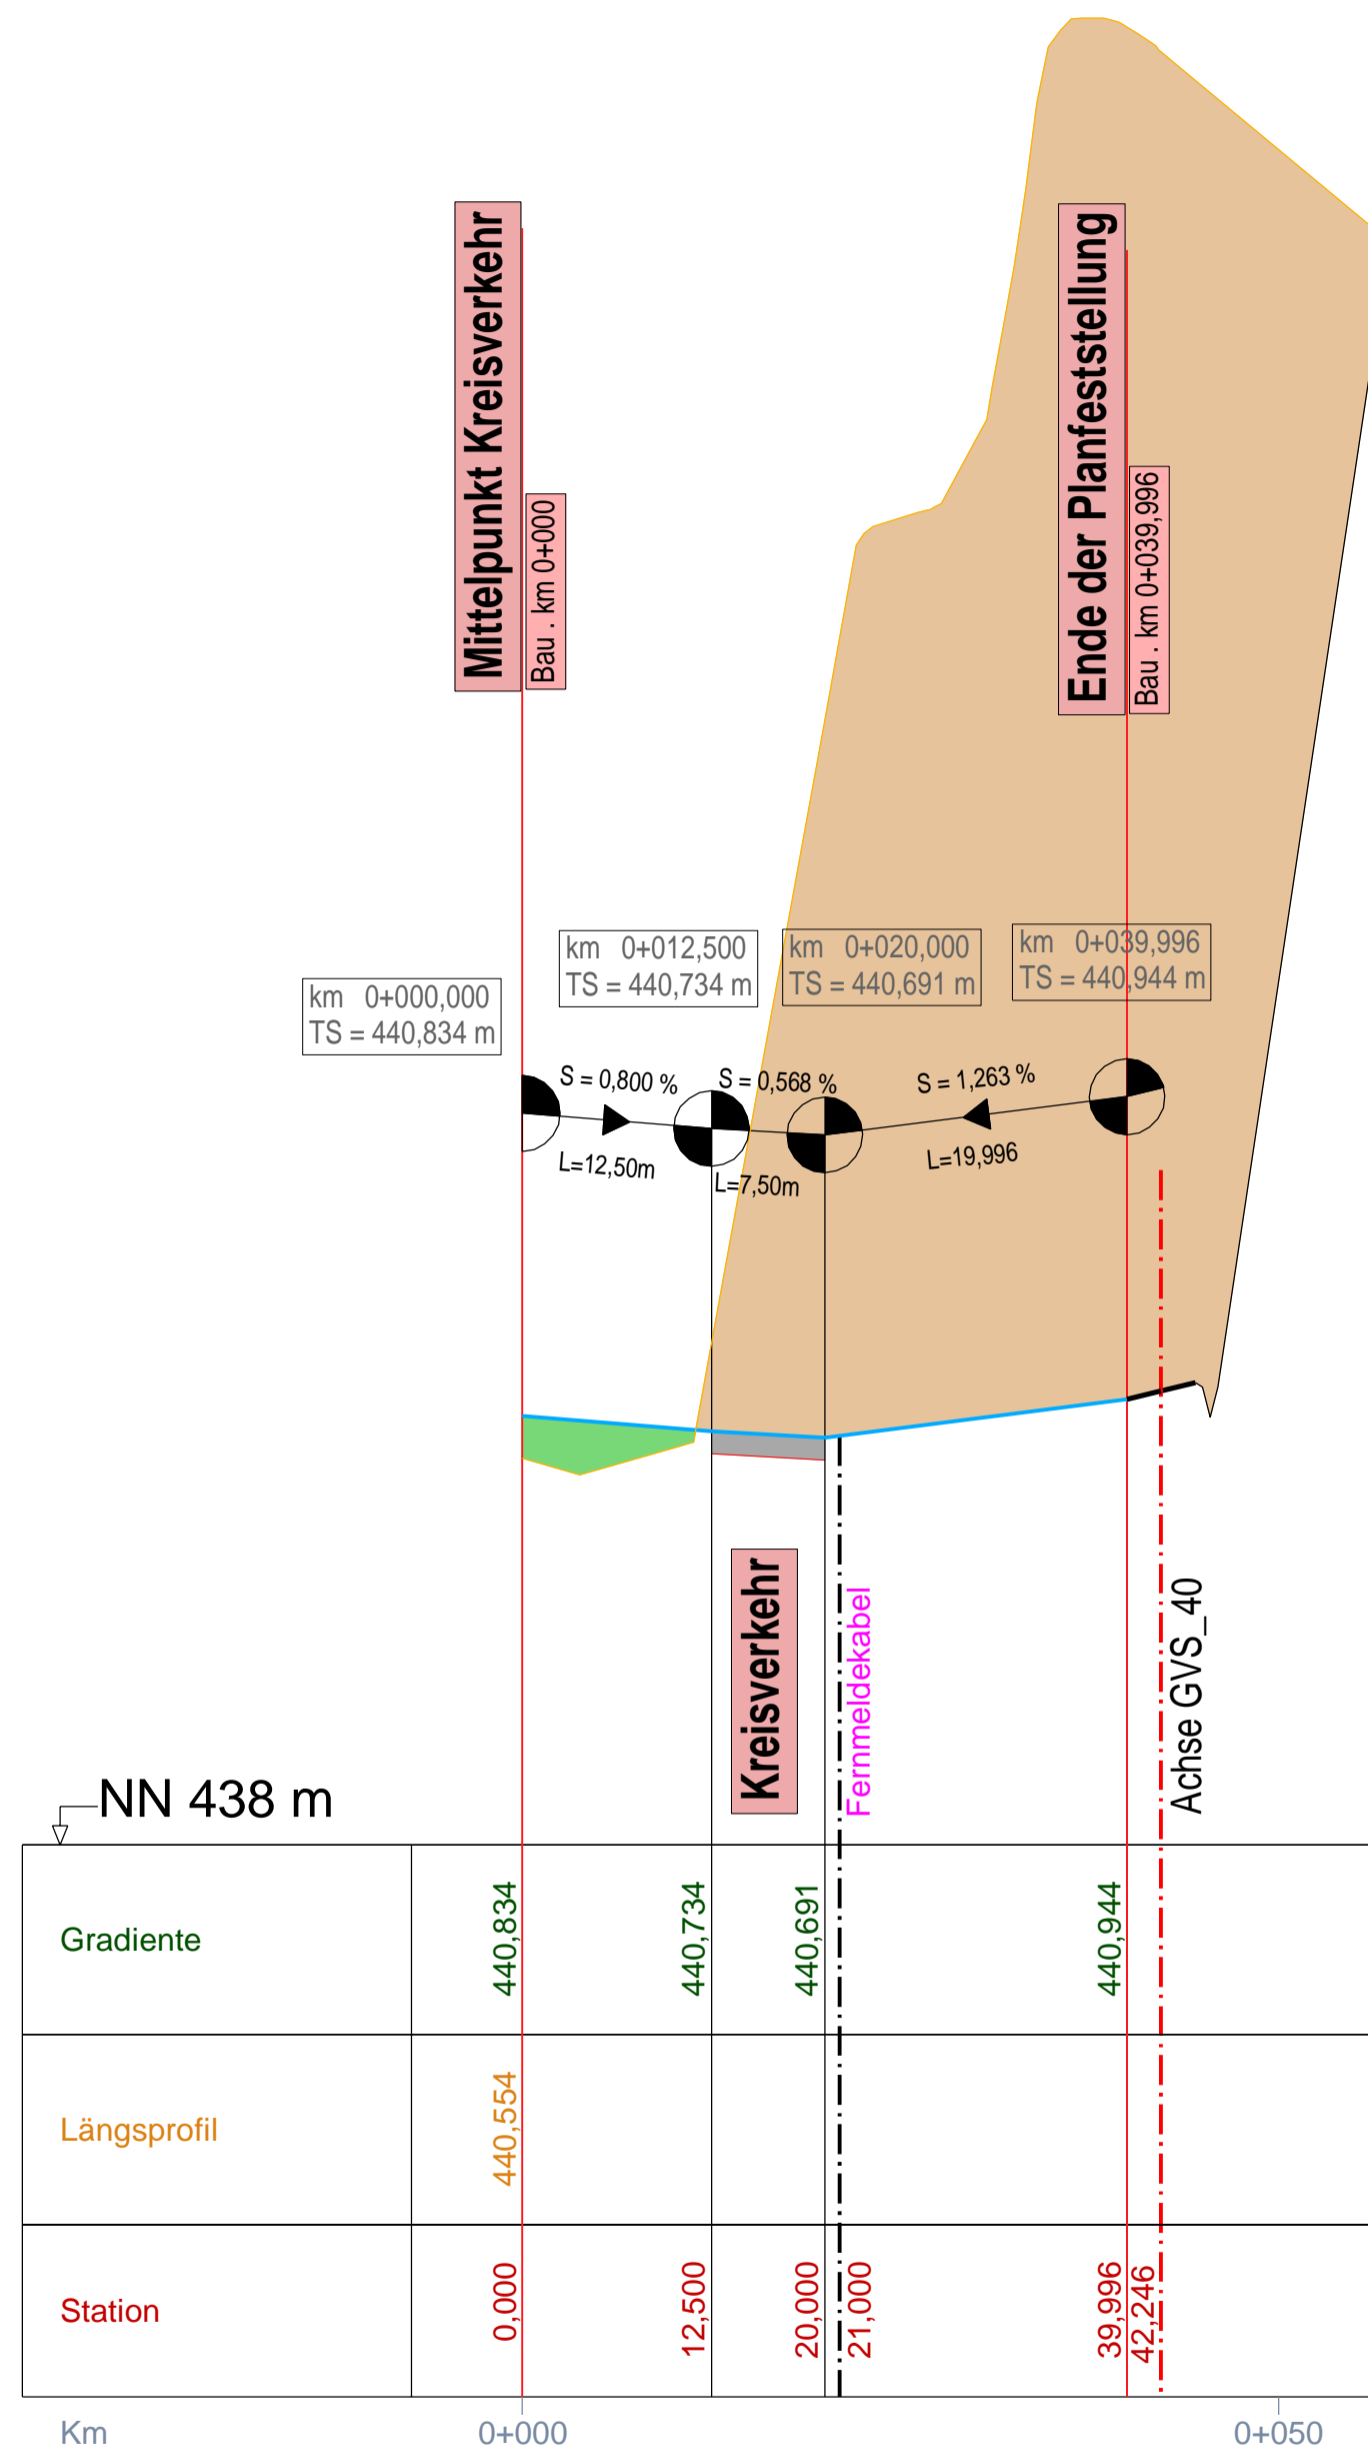 Mittelpunkt Kreisverkehr
Bau . km 0+000
Ende der Planfeststellung
Bau . km 0+039,996
km 0+000,000
TS = 440,834 m
km 0+012,500
TS = 440,734 m
km 0+020,000
TS = 440,691 m
km 0+039,996
TS = 440,944 m
S = 0,800 %
L=12,50m
S = 0,568 %
L=7,50m
S = 1,263 %
L=19,996
Kreisverkehr
Fernmeldekabel
Achse GVS_40
NN 438 m
Gradiente 440,834 440,734 440,691 440,944
Längsprofil 440,554
Station 0,000 12,500 20,000 21,000 39,996 42,246
Km 0+000 0+050